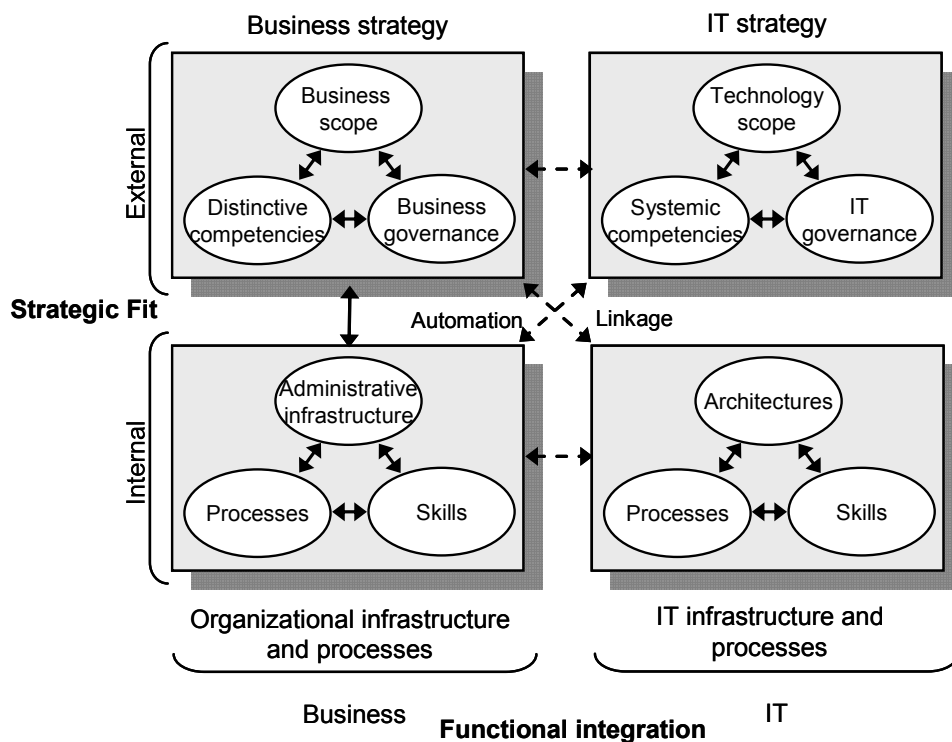 Business strategy
IT strategy
External
Business
scope
Distinctive
competencies
Business
governance
Technology
scope
Systemic
competencies
IT
governance
Strategic Fit
Automation
Linkage
Internal
Administrative
infrastructure
Processes
Skills
Architectures
Processes
Skills
Organizational infrastructure
and processes
IT infrastructure and
processes
Business
IT
Functional integration